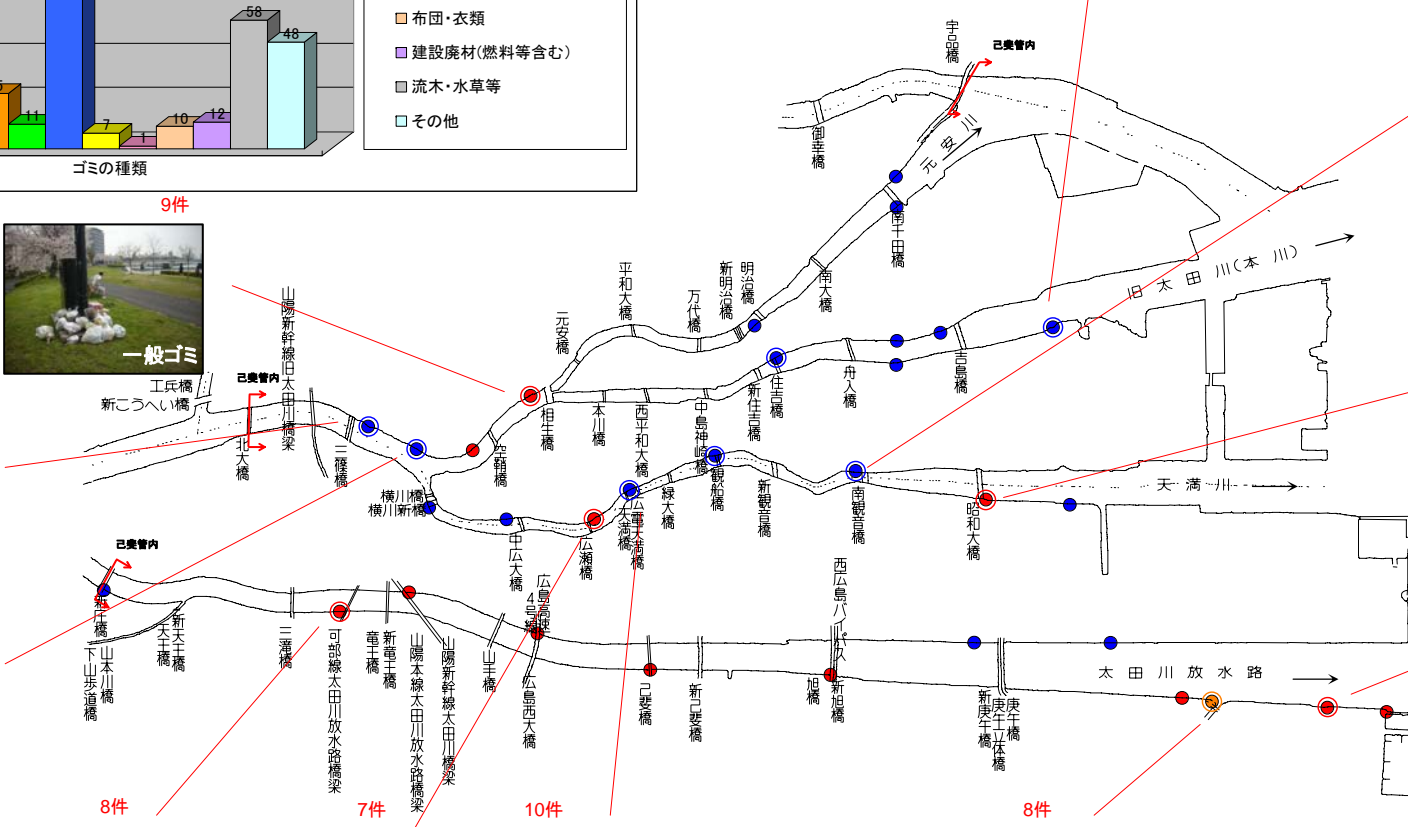 58
48
11
7
1
10
12
ゴミの種類
布団・衣類
建設廃材(燃料等含む)
流木・水草等
その他
9件
一般ゴミ
宇品橋
己斐管内
御幸橋
元安川
南千田橋
南大橋
明治橋
新明治橋
万代橋
平和大橋
元安橋
旧太田川(本川)
吉島橋
舟入橋
住吉橋
新住吉橋
中島神崎橋
西平和大橋
本川橋
相生橋
空鞘橋
山陽新幹線旧太田川橋梁
工兵橋
新こうへい橋
己斐管内
北大橋
三篠橋
横川橋
横川新橋
中広大橋
広瀬橋
天満橋
広電天満橋
緑大橋
観船橋
新観音橋
南観音橋
昭和大橋
天満川
己斐管内
新庄橋
山本川橋
下山歩道橋
天王橋
新大王橋
三滝橋
可部線太田川放水路橋梁
竜王橋
新竜王橋
山陽本線太田川放水路橋梁
山陽新幹線太田川橋梁
山手橋
広島高速
4号線
広島西大橋
己斐橋
新己斐橋
西広島バイパス
旭橋
新旭橋
新庚午橋
庚午立体橋
庚午橋
太田川放水路
8件
7件
10件
8件